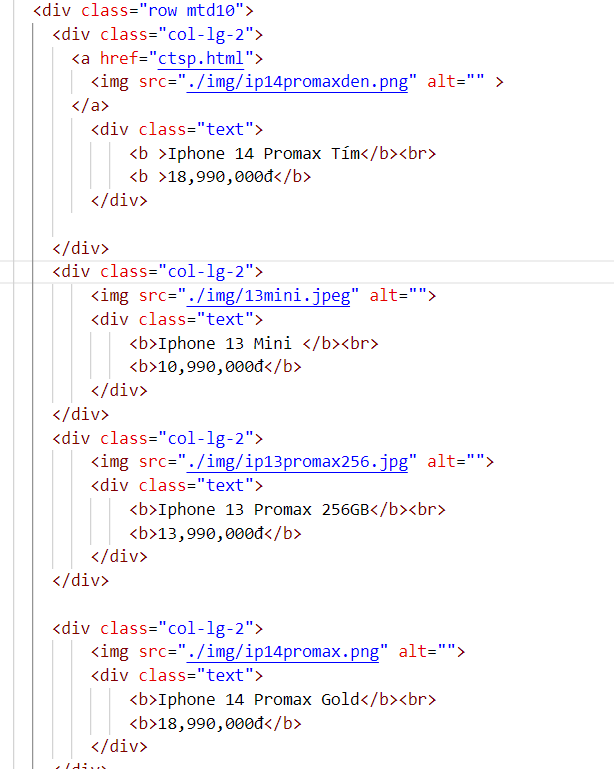 <div class="row mtd10">
<div class="col-lg-2">
<a href="ctsp.html">
<img src="./img/ip14promaxden.png" alt="" >
</a>
<div class="text">
<b >Iphone 14 Promax Tím</b><br>
<b >18,990,000đ</b>
</div>
</div>
<div class="col-lg-2">
<img src="./img/13mini.jpeg" alt="">
<div class="text">
<b>Iphone 13 Mini </b><br>
<b>10,990,000đ</b>
</div>
</div>
<div class="col-lg-2">
<img src="./img/ip13promax256.jpg" alt="">
<div class="text">
<b>Iphone 13 Promax 256GB</b><br>
<b>13,990,000đ</b>
</div>
</div>
<div class="col-lg-2">
<img src="./img/ip14promax.png" alt="">
<div class="text">
<b>Iphone 14 Promax Gold</b><br>
<b>18,990,000đ</b>
</div>
</div>